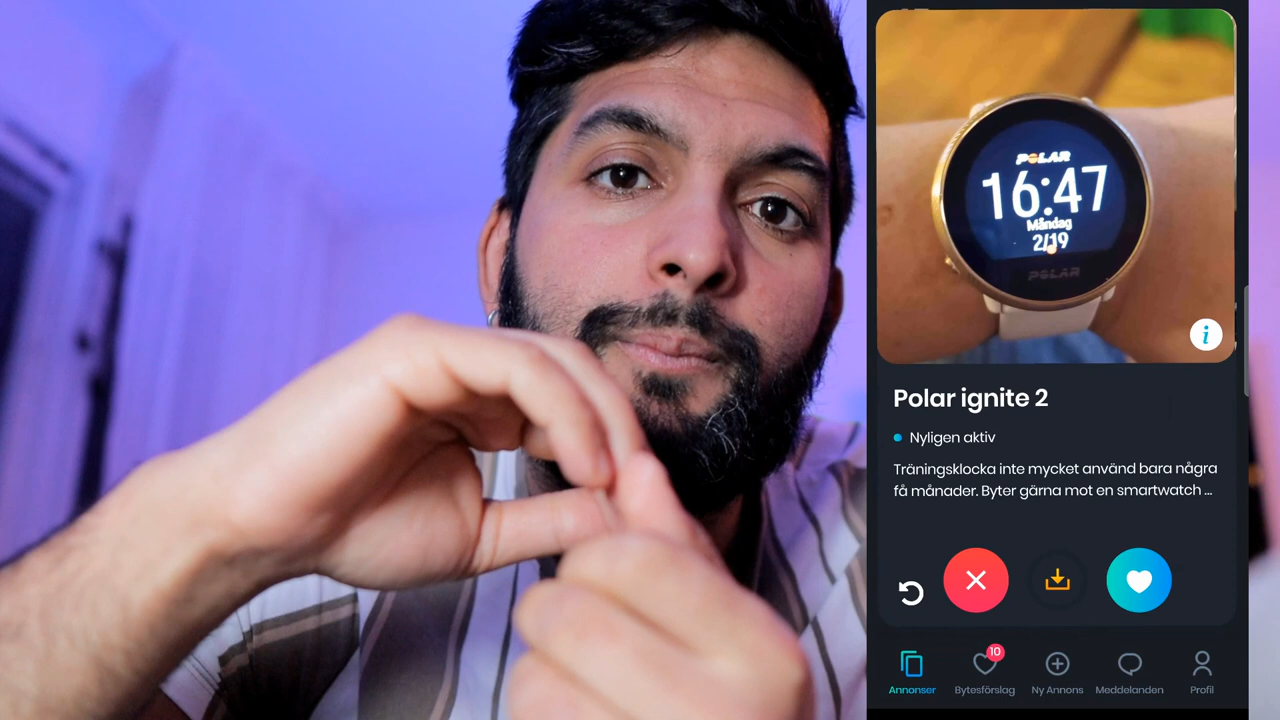 POLAR
16:47
Måndag
2/19
POLAR
i
Polar ignite 2
Nyligen aktiv
Träningsklocka inte mycket använd bara några
få månader. Byter gärna mot en smartwatch ...
10
Annonser
Bytesförslag
Ny Annons
Meddelanden
Profil